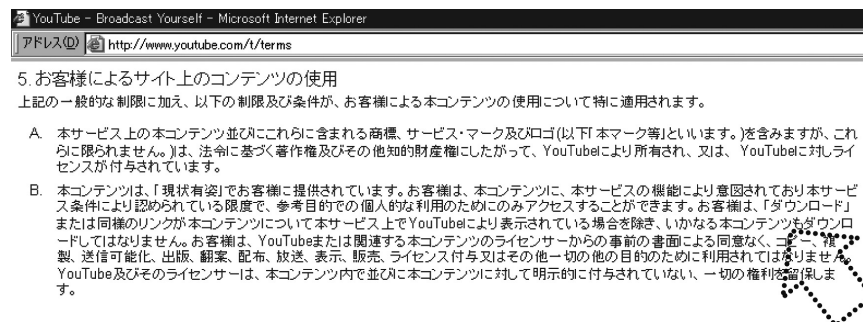 YouTube - Broadcast Yourself - Microsoft Internet Explorer
アドレス(D) http://www.youtube.com/t/terms
5. お客様によるサイト上のコンテンツの使用
上記の一般的な制限に加え、以下の制限及び条件が、お客様による本コンテンツの使用について特に適用されます。
A. 本サービス上の本コンテンツ並びにこれらに含まれる商標、サービス・マーク及びロゴ(以下「本マーク等」といいます。)を含みますが、これ
らに限られません。)は、法令に基づく著作権及びその他知的財産権にしたがって、YouTubeにより所有され、又は、YouTubeに対しライ
センスが付与されています。
B. 本コンテンツは、「現状有姿」でお客様に提供されています。お客様は、本コンテンツに、本サービスの機能により意図されており本サービ
ス条件により認められている限度で、参考目的での個人的な利用のためにのみアクセスすることができます。お客様は、「ダウンロード」
または同様のリンクが本コンテンツについて本サービス上でYouTubeにより表示されている場合を除き、いかなる本コンテンツもダウンロ
ードしてはなりません。お客様は、YouTubeまたは関連する本コンテンツのライセンサーからの事前の書面による同意なく、コピー、複
製、送信可能化、出版、翻案、配布、放送、表示、販売、ライセンス付与又はその他一切の他の目的のために利用されてはなりません。
YouTube及びそのライセンサーは、本コンテンツ内で並びに本コンテンツに対して明示的に付与されていない、一切の権利を留保しま
す。